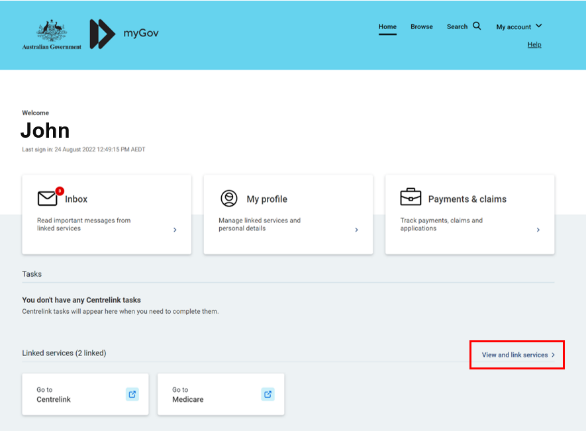 Home
Browse
Search
My account
Help
Australian Government
myGov
Welcome
John
Last sign in: 24 August 2022 12:49:15 PM AEDT
Inbox
Read important messages from
linked services
My profile
Manage linked services and
personal details
Payments & claims
Track payments, claims and
applications
Tasks
You don't have any Centrelink tasks
Centrelink tasks will appear here when you need to complete them.
Linked services (2 linked)
View and link services
Go to
Centrelink
Go to
Medicare